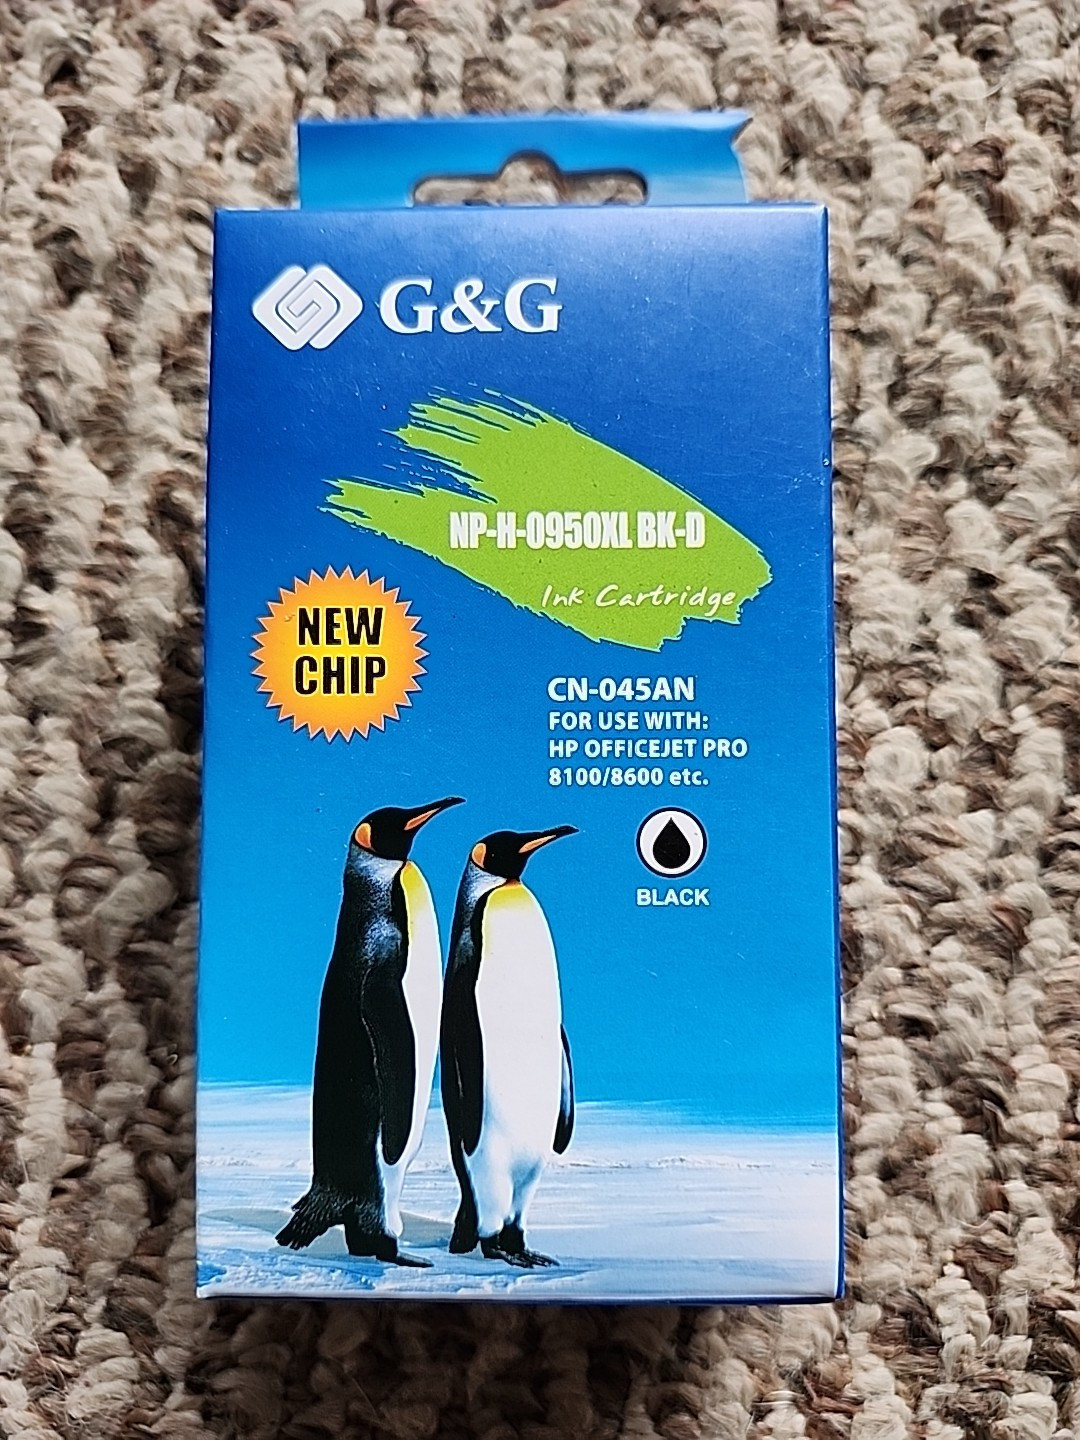 G&G
NP-H-0950XL BK-D
Ink Cartridge
NEW
CHIP
CN-045AN
FOR USE WITH:
HP OFFICEJET PRO
8100/8600 etc.
BLACK